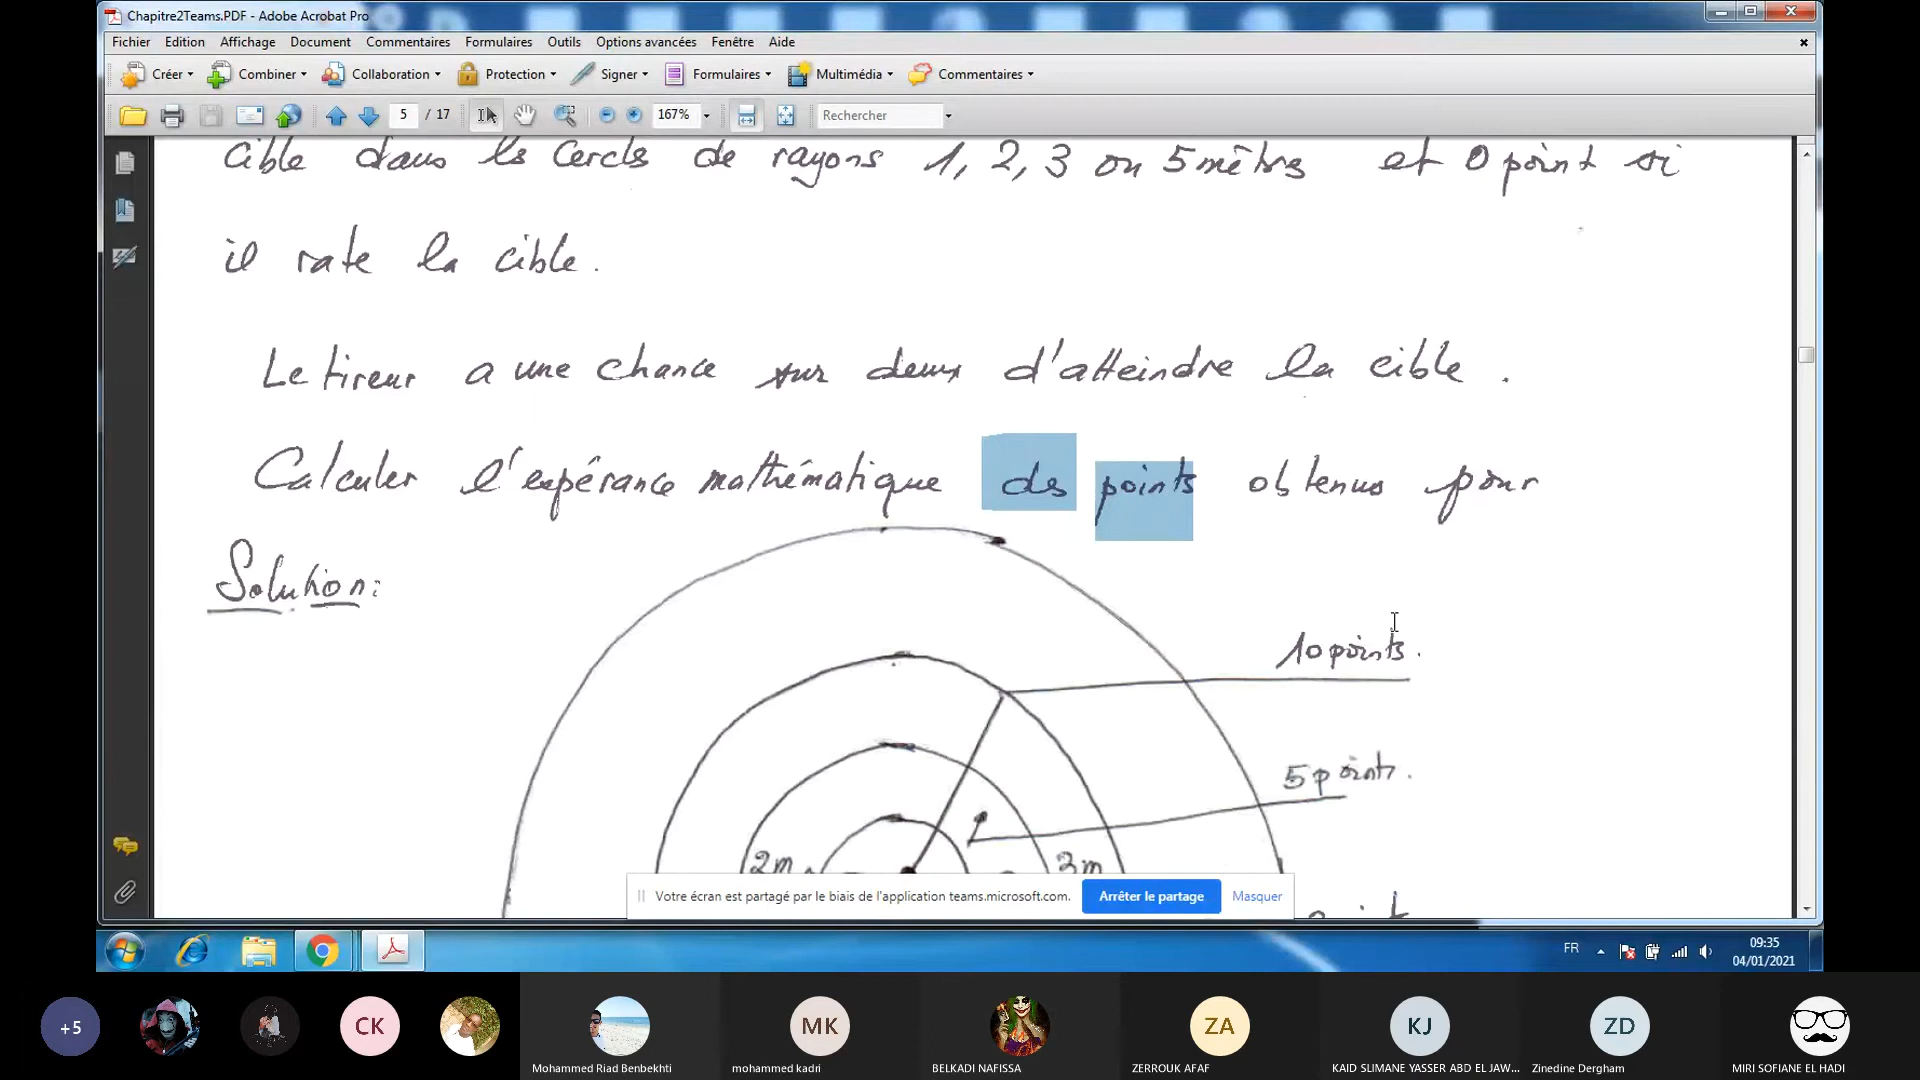 Chapitre2Teams.PDF - Adobe Acrobat Pro
Fichier Edition Affichage Document Commentaires Formulaires Outils Options avancées Fenêtre Aide
Créer Combiner Collaboration Protection Signer Formulaires Multimédia Commentaires
5 / 17 167% Rechercher
cible dans ls Cercls de rayons 1, 2, 3 ou 5 mètrs et 0 point si
il rate la cible.
Le tireur a une chance sur deux d'atteindre la cible.
Calculer l'espérance mathématique des points obtenus pour
Solution:
10 points.
5 points.
2m 3m
Votre écran est partagé par le biais de l'application teams.microsoft.com. Arrêter le partage Masquer
FR 09:35
04/01/2021
+5 CK MK ZA KJ ZD
Mohammed Riad Benbekhti mohammed kadri BELKADI NAFISSA ZERROUK AFAF KAID SLIMANE YASSER ABD EL JAW... Zinedine Dergham MIRI SOFIANE EL HADI